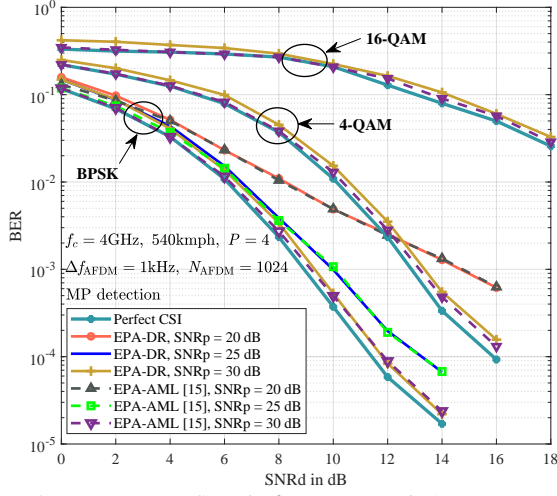 10^0
16-QAM
10^-1
4-QAM
BPSK
10^-2
BER
f_c = 4GHz, 540kmph, P = 4
Δf_AFDM = 1kHz, N_AFDM = 1024
10^-3
MP detection
Perfect CSI
EPA-DR, SNRp = 20 dB
EPA-DR, SNRp = 25 dB
10^-4
EPA-DR, SNRp = 30 dB
EPA-AML [15], SNRp = 20 dB
EPA-AML [15], SNRp = 25 dB
EPA-AML [15], SNRp = 30 dB
10^-5
0 2 4 6 8 10 12 14 16 18
SNRd in dB